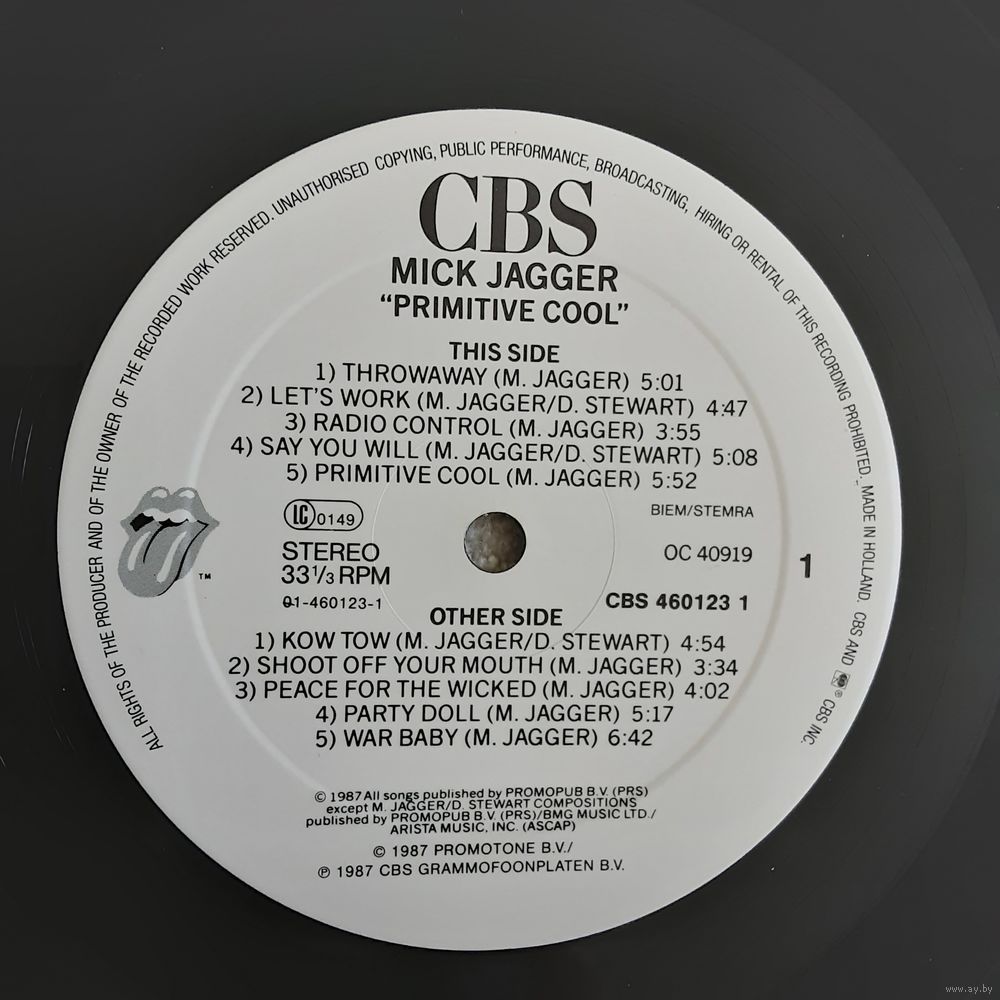 ALL RIGHTS OF THE PRODUCER AND OF THE OWNER OF THE RECORDED WORK RESERVED. UNAUTHORISED COPYING, PUBLIC PERFORMANCE, BROADCASTING, HIRING OR RENTAL OF THIS RECORDING PROHIBITED. MADE IN HOLLAND. CBS AND ® CBS INC.
CBS
MICK JAGGER
“PRIMITIVE COOL”
THIS SIDE
1) THROWAWAY (M. JAGGER) 5:01
2) LET'S WORK (M. JAGGER/D. STEWART) 4:47
3) RADIO CONTROL (M. JAGGER) 3:55
4) SAY YOU WILL (M. JAGGER/D. STEWART) 5:08
5) PRIMITIVE COOL (M. JAGGER) 5:52
LC 0149
BIEM/STEMRA
STEREO
OC 40919
33⅓ RPM
1
TM
01-460123-1
CBS 460123 1
OTHER SIDE
1) KOW TOW (M. JAGGER/D. STEWART) 4:54
2) SHOOT OFF YOUR MOUTH (M. JAGGER) 3:34
3) PEACE FOR THE WICKED (M. JAGGER) 4:02
4) PARTY DOLL (M. JAGGER) 5:17
5) WAR BABY (M. JAGGER) 6:42
© 1987 All songs published by PROMOPUB B.V. (PRS)
except M. JAGGER/D. STEWART COMPOSITIONS
published by PROMOPUB B.V. (PRS)/BMG MUSIC LTD./
ARISTA MUSIC, INC. (ASCAP)
© 1987 PROMOTONE B.V./
℗ 1987 CBS GRAMMOFOONPLATEN B.V.
www.ay.by